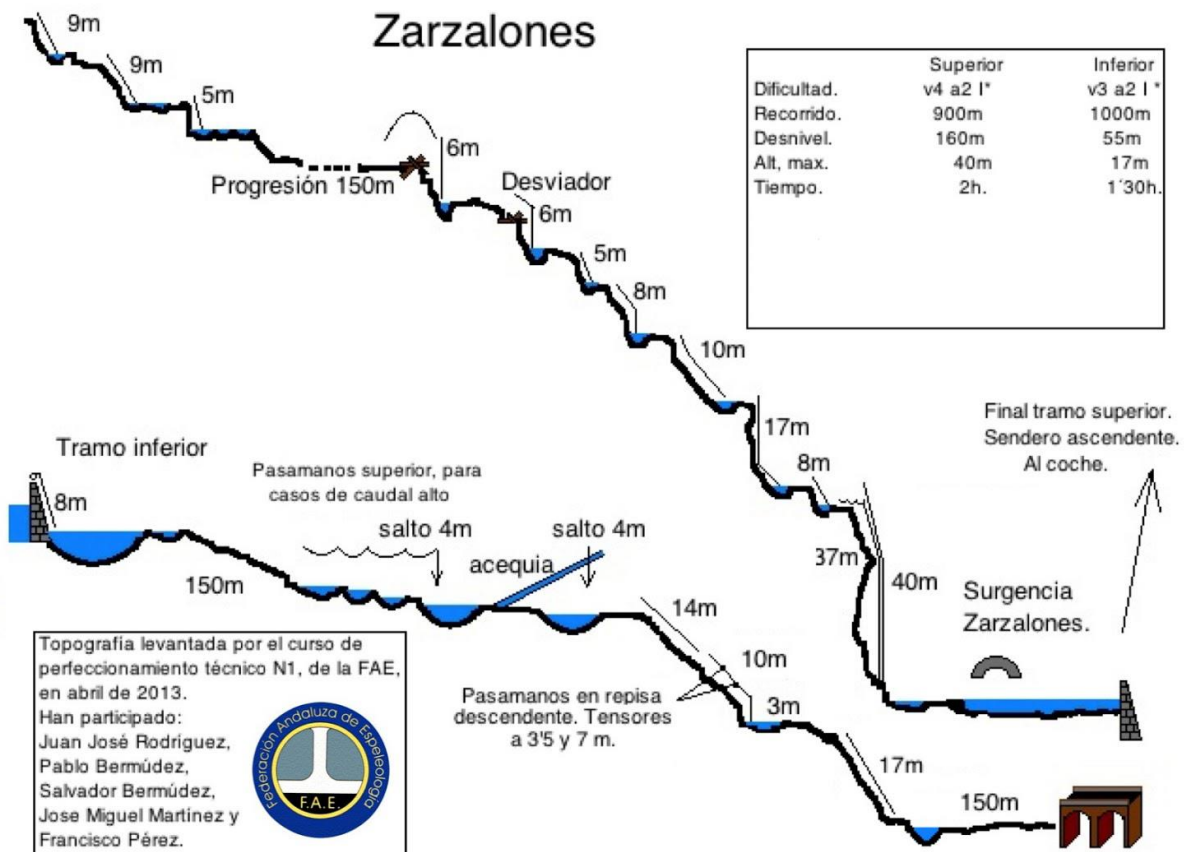 Zarzalones
Superior Inferior
Dificultad. v4 a2 I* v3 a2 I *
Recorrido. 900m 1000m
Desnivel. 160m 55m
Alt, max. 40m 17m
Tiempo. 2h. 1´30h.
9m
9m
5m
Progresión 150m
6m
Desviador
6m
5m
8m
10m
17m
8m
37m
40m
Final tramo superior.
Sendero ascendente.
Al coche.
Surgencia
Zarzalones.
Tramo inferior
8m
150m
Pasamanos superior, para
casos de caudal alto
salto 4m
acequia
salto 4m
14m
10m
3m
Pasamanos en repisa
descendente. Tensores
a 3'5 y 7 m.
17m
150m
Topografía levantada por el curso de
perfeccionamiento técnico N1, de la FAE,
en abril de 2013.
Han participado:
Juan José Rodríguez,
Pablo Bermúdez,
Salvador Bermúdez,
Jose Miguel Martínez y
Francisco Pérez.
Federación Andaluza de Espeleología
F.A.E.